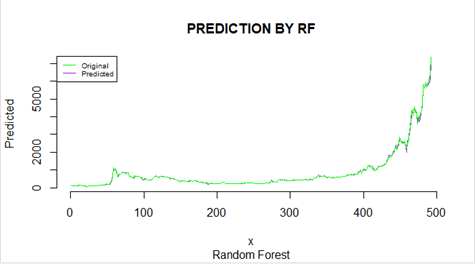 PREDICTION BY RF
Original
Predicted
Predicted
5000
2000
0
0 100 200 300 400 500
x
Random Forest